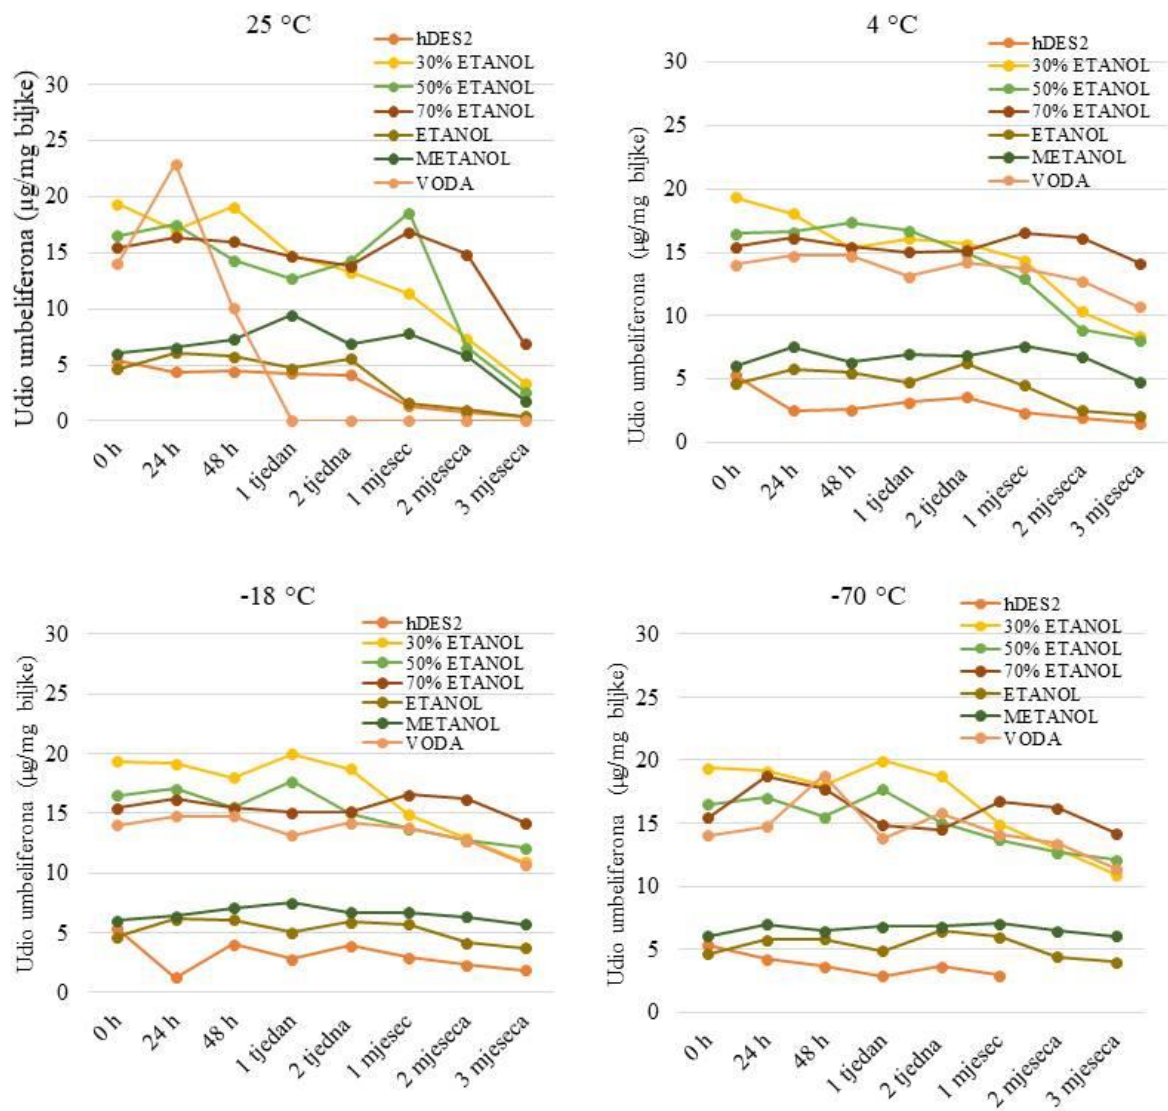 25 °C
hDES2
30% ETANOL
50% ETANOL
70% ETANOL
ETANOL
METANOL
VODA
Udio umbeliferona (µg/mg biljke)
30
25
20
15
10
5
0
0 h
24 h
48 h
1 tjedan
2 tjedna
1 mjesec
2 mjeseca
3 mjeseca
4 °C
hDES2
30% ETANOL
50% ETANOL
70% ETANOL
ETANOL
METANOL
VODA
Udio umbeliferona (µg/mg biljke)
30
25
20
15
10
5
0
0 h
24 h
48 h
1 tjedan
2 tjedna
1 mjesec
2 mjeseca
3 mjeseca
-18 °C
hDES2
30% ETANOL
50% ETANOL
70% ETANOL
ETANOL
METANOL
VODA
Udio umbeliferona (µg/mg biljke)
30
25
20
15
10
5
0
0 h
24 h
48 h
1 tjedan
2 tjedna
1 mjesec
2 mjeseca
3 mjeseca
-70 °C
hDES2
30% ETANOL
50% ETANOL
70% ETANOL
ETANOL
METANOL
VODA
Udio umbeliferona (µg/mg biljke)
30
25
20
15
10
5
0
0 h
24 h
48 h
1 tjedan
2 tjedna
1 mjesec
2 mjeseca
3 mjeseca